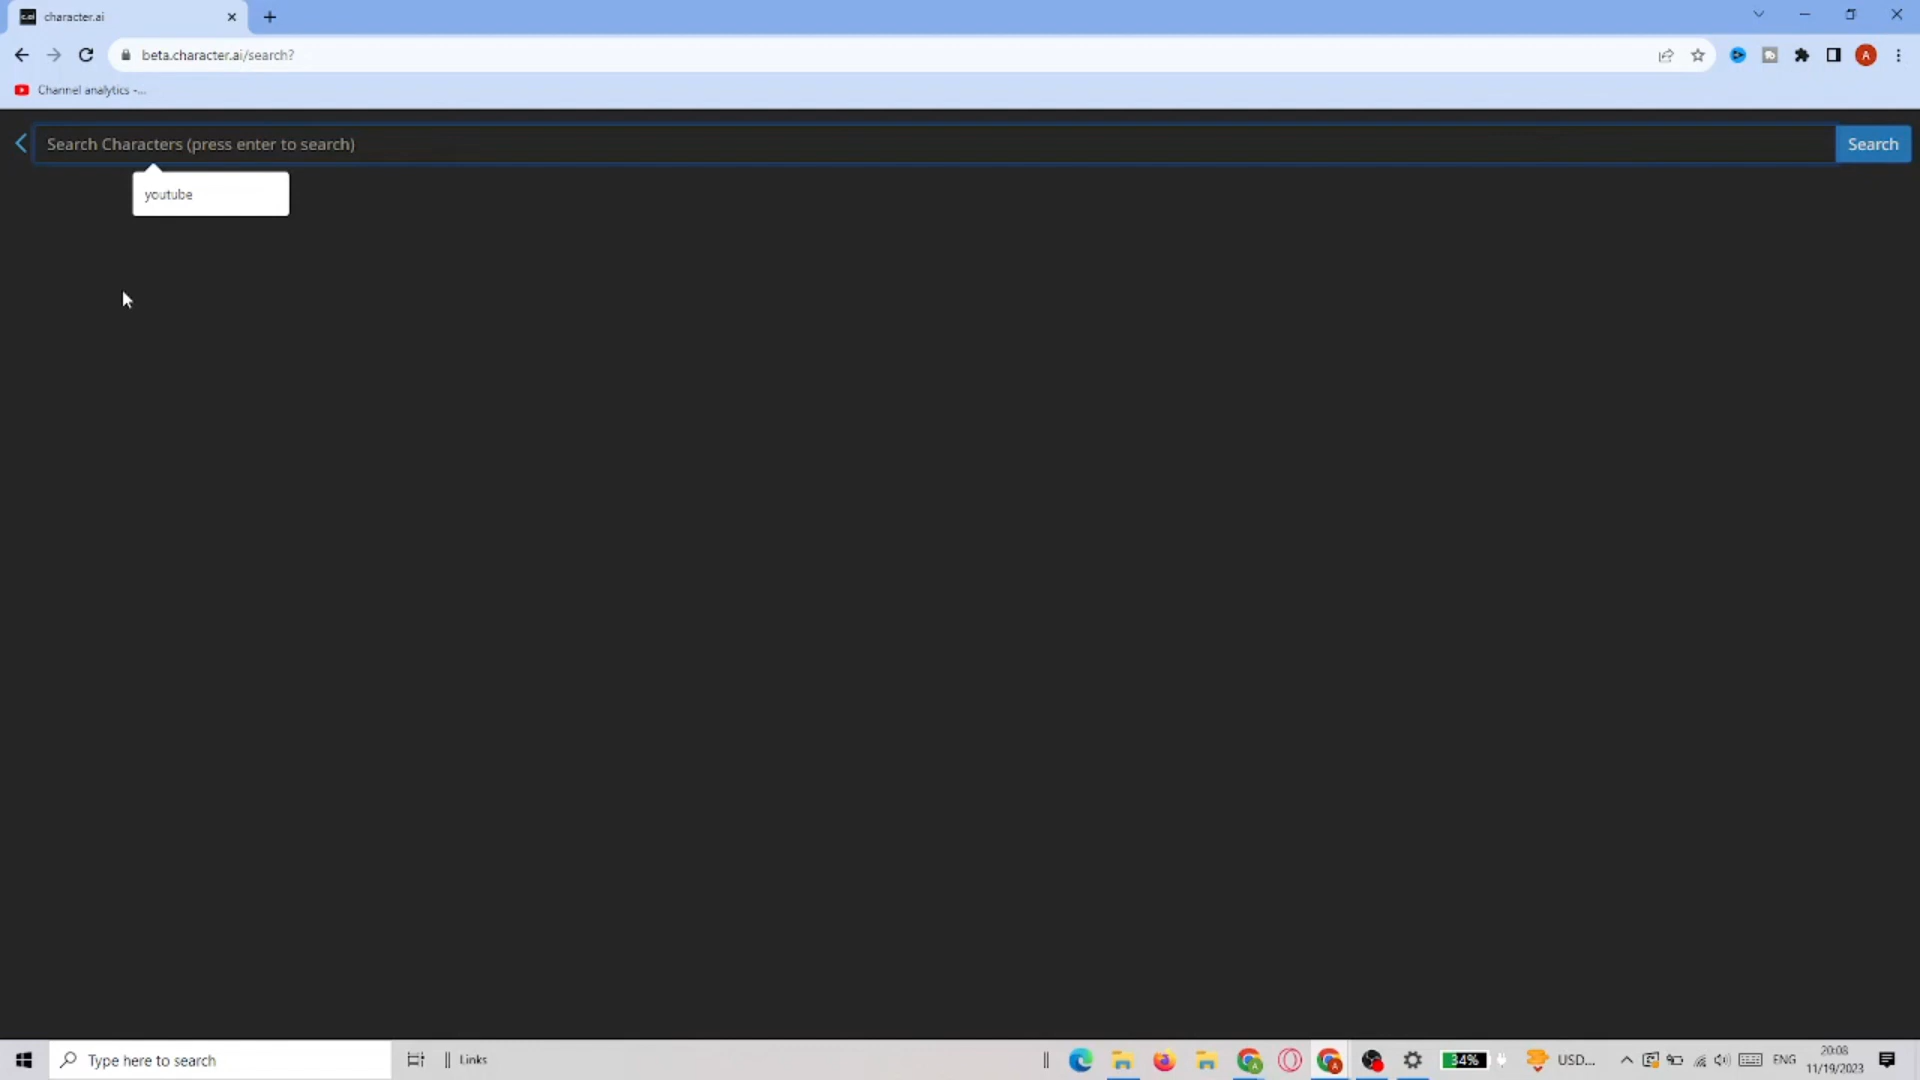 c.ai character.ai
beta.character.ai/search?
A
Channel analytics -...
Search Characters (press enter to search)
Search
youtube
Type here to search
Links
34%
USD...
ENG
20:08
11/19/2023